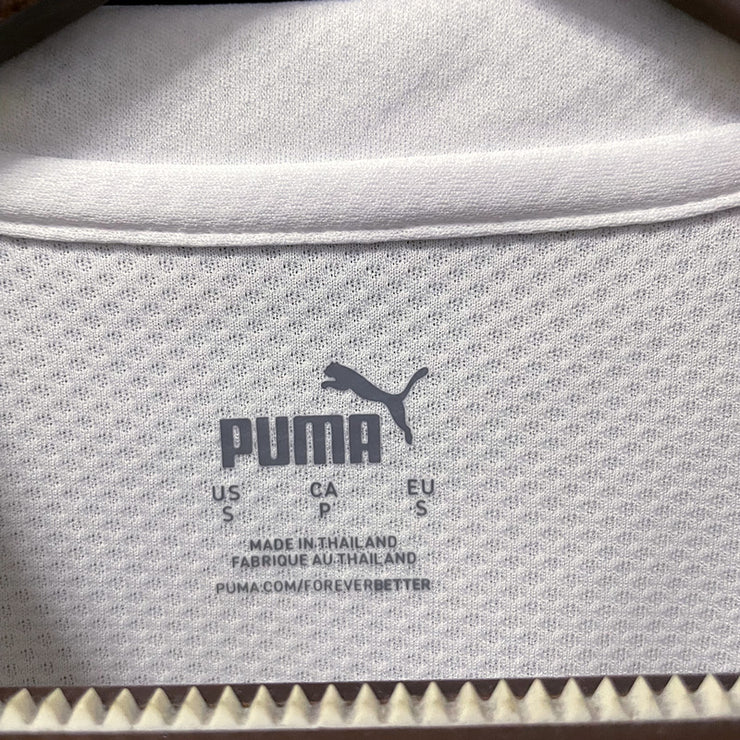 PUMA
US CA EU
S P S
MADE IN THAILAND
FABRIQUE AU THAILAND
PUMA.COM/FOREVERBETTER